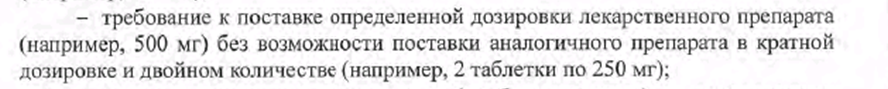 – требование к поставке определенной дозировки лекарственного препарата
(например, 500 мг) без возможности поставки аналогичного препарата в кратной
дозировке и двойном количестве (например, 2 таблетки по 250 мг);